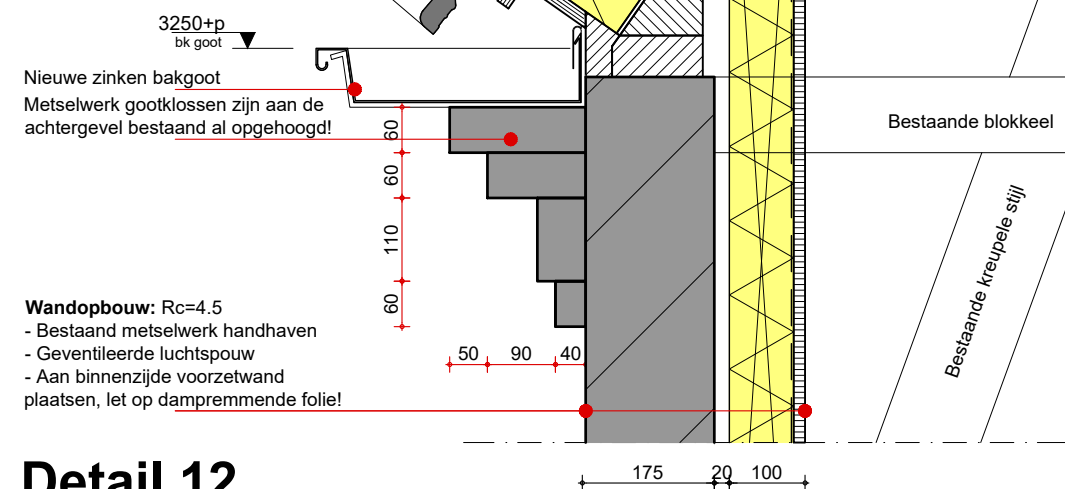 3250+p
bk goot
Nieuwe zinken bakgoot
Metselwerk gootklossen zijn aan de
achtergevel bestaand al opgehoogd!
60
60
110
60
50 90 40
Bestaande blokkeel
Bestaande kreupele stijl
Wandopbouw: Rc=4.5
- Bestaand metselwerk handhaven
- Geventileerde luchtspouw
- Aan binnenzijde voorzetwand
plaatsen, let op dampremmende folie!
175 20 100
Detail 12